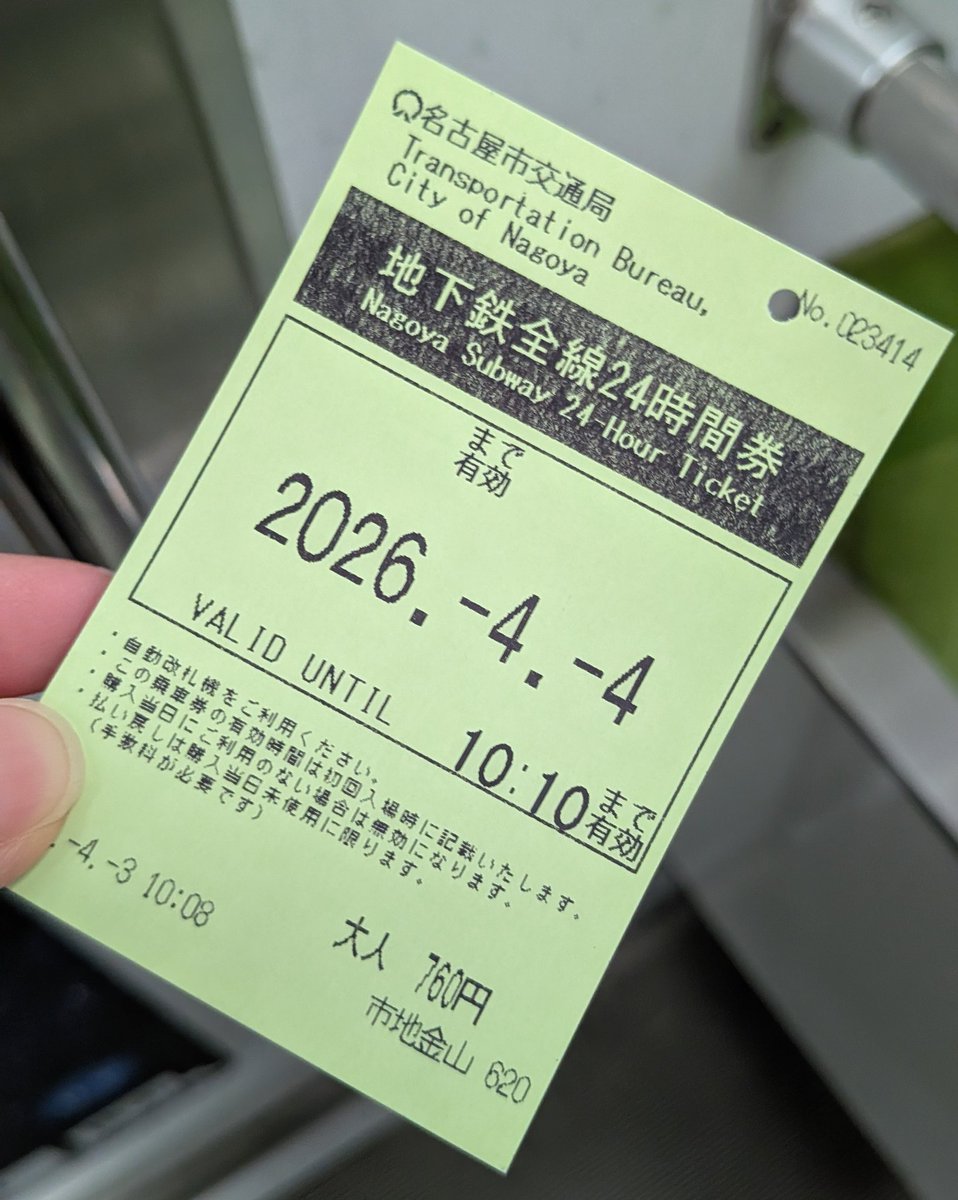 名古屋市交通局
Transportation Bureau,
City of Nagoya
No.023414
地下鉄全線24時間券
Nagoya Subway 24-Hour Ticket
まで
有効
2026.-4.-4
VALID UNTIL
10:10まで
有効
・自動改札機をご利用ください。
・この乗車券の有効時間は初回入場時に記載いたします。
・購入当日にご利用のない場合は無効になります。
・払い戻しは購入当日未使用に限ります。
(手数料が必要です)
.-4.-3 10:08
大人 760円
市地金山 620